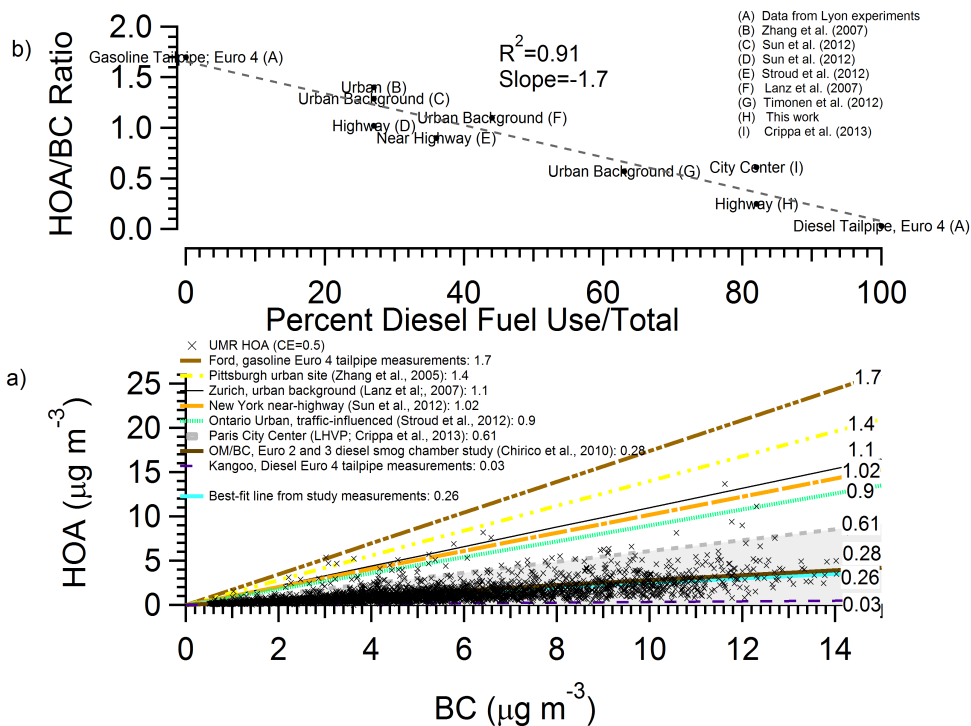 b)
HOA/BC Ratio
2.0
1.5
1.0
0.5
0.0
Gasoline Tailpipe; Euro 4 (A)
Urban (B)
Urban Background (C)
Highway (D)
Near Highway (E)
Urban Background (F)
Urban Background (G)
City Center (I)
Highway (H)
Diesel Tailpipe, Euro 4 (A)
R2=0.91
Slope=-1.7
(A) Data from Lyon experiments
(B) Zhang et al. (2007)
(C) Sun et al. (2012)
(D) Sun et al. (2012)
(E) Stroud et al. (2012)
(F) Lanz et al. (2007)
(G) Timonen et al. (2012)
(H) This work
(I) Crippa et al. (2013)
0 20 40 60 80 100
Percent Diesel Fuel Use/Total
a)
HOA (μg m-3)
25
20
15
10
5
0
UMR HOA (CE=0.5)
Ford, gasoline Euro 4 tailpipe measurements: 1.7
Pittsburgh urban site (Zhang et al., 2005): 1.4
Zurich, urban background (Lanz et al,, 2007): 1.1
New York near-highway (Sun et al., 2012): 1.02
Ontario Urban, traffic-influenced (Stroud et al., 2012): 0.9
Paris City Center (LHVP; Crippa et al., 2013): 0.61
OM/BC, Euro 2 and 3 diesel smog chamber study (Chirico et al., 2010): 0.28
Kangoo, Diesel Euro 4 tailpipe measurements: 0.03
Best-fit line from study measurements: 0.26
1.7
1.4
1.1
1.02
0.9
0.61
0.28
0.26
0.03
0 2 4 6 8 10 12 14
BC (μg m-3)